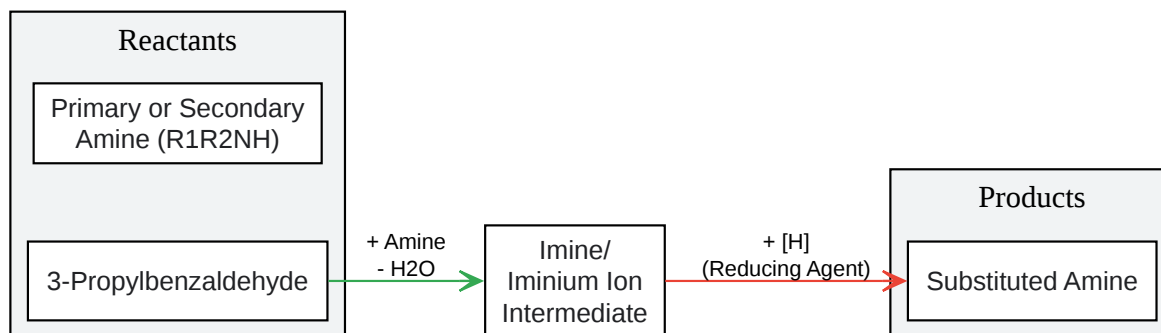 Reactants
Primary or Secondary
Amine (R1R2NH)
3-Propylbenzaldehyde
+ Amine
- H2O
Imine/
Iminium Ion
Intermediate
+ [H]
(Reducing Agent)
Products
Substituted Amine